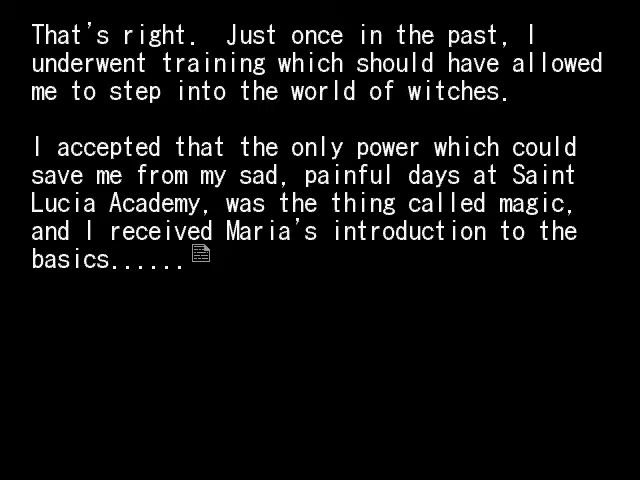 That's right.  Just once in the past, I
underwent training which should have allowed
me to step into the world of witches.
I accepted that the only power which could
save me from my sad, painful days at Saint
Lucia Academy, was the thing called magic,
and I received Maria's introduction to the
basics......